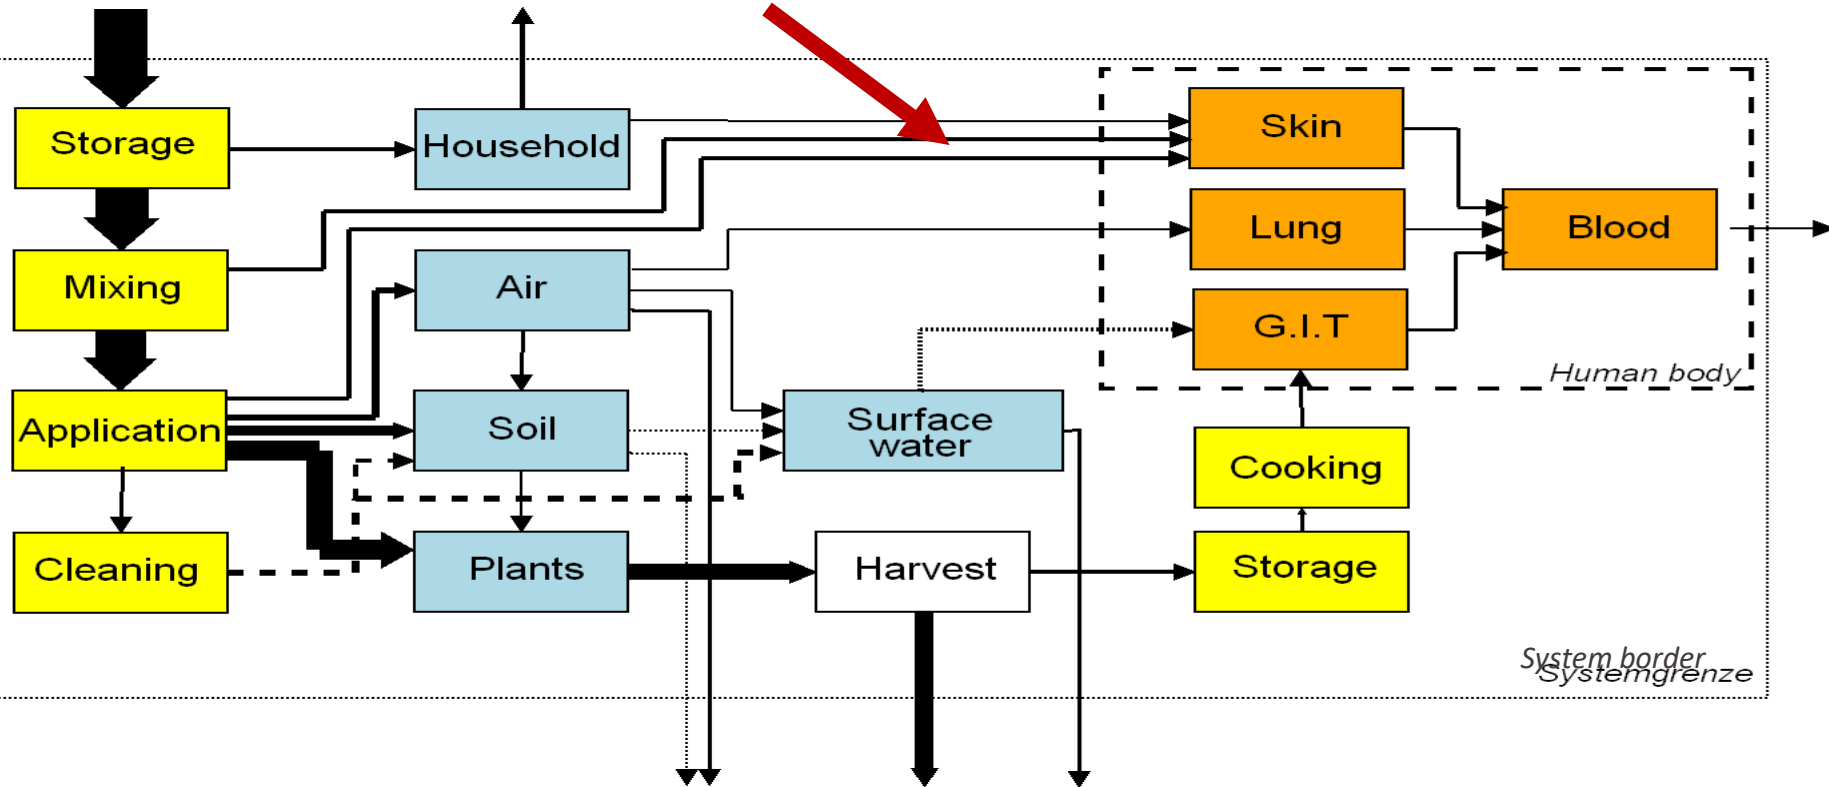 Storage
Household
Skin
Mixing
Air
Lung
Blood
G.I.T
Human body
Application
Soil
Surface
water
Cooking
Cleaning
Plants
Harvest
Storage
System border
Systemgrenze